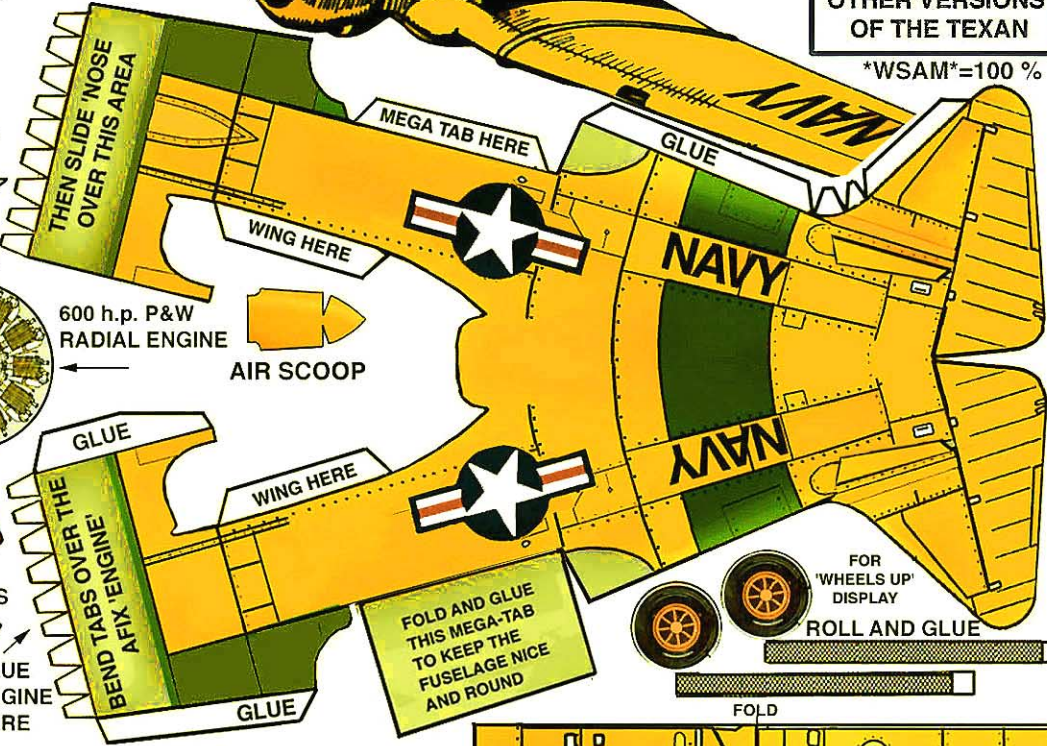 OTHER VERSIONS
OF THE TEXAN
*WSAM*=100 %
NAVY
THEN SLIDE 'NOSE
OVER THIS AREA
MEGA TAB HERE
GLUE
WING HERE
NAVY
600 h.p. P&W
RADIAL ENGINE
AIR SCOOP
GLUE
WING HERE
NAVY
BEND TABS OVER THE
AFIX 'ENGINE'
FOLD AND GLUE
THIS MEGA-TAB
TO KEEP THE
FUSELAGE NICE
AND ROUND
FOR
'WHEELS UP'
DISPLAY
ROLL AND GLUE
S
UE
GINE
RE
GLUE
FOLD